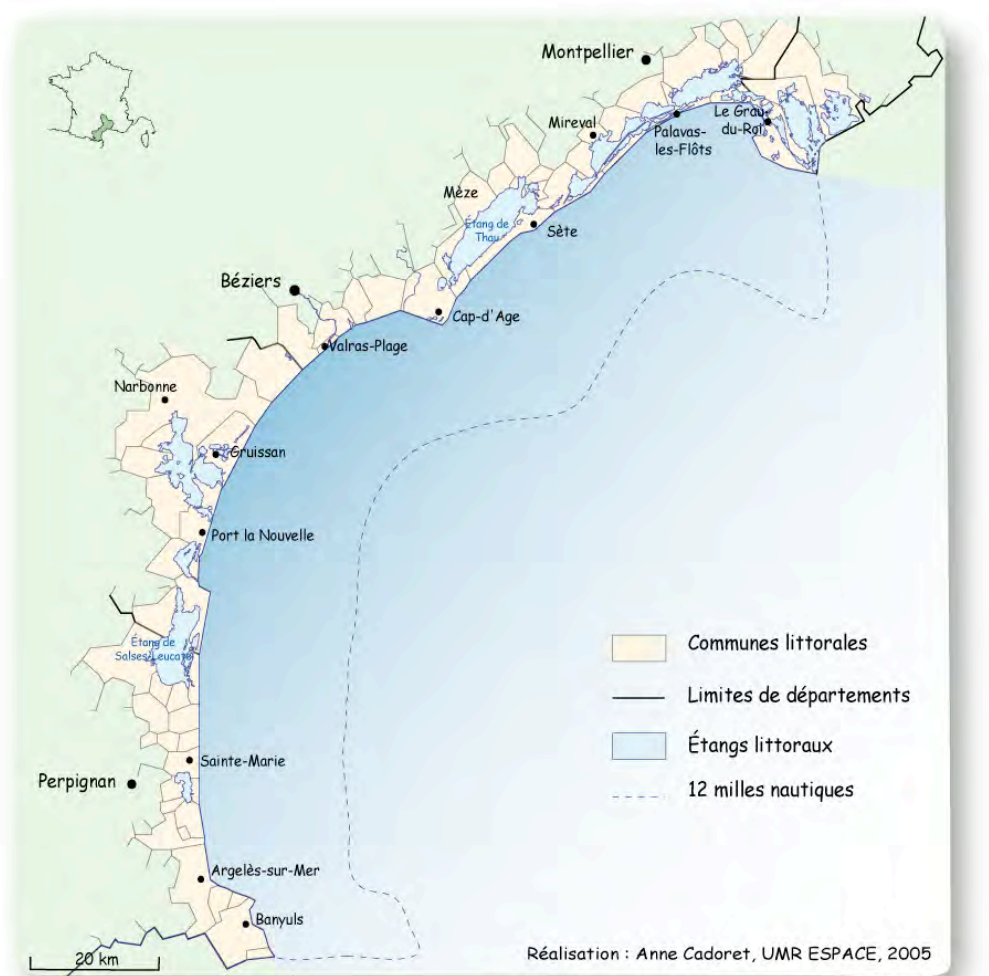 Montpellier
Mireval
Palavas-
les-Flôts
Le Grau-
du-Roi
Mèze
Étang de
Thau
Sète
Béziers
Cap-d'Age
Valras-Plage
Narbonne
Gruissan
Port la Nouvelle
Étang de
Salses-Leucate
Sainte-Marie
Perpignan
Argelès-sur-Mer
Banyuls
20 km
Communes littorales
Limites de départements
Étangs littoraux
12 milles nautiques
Réalisation : Anne Cadoret, UMR ESPACE, 2005